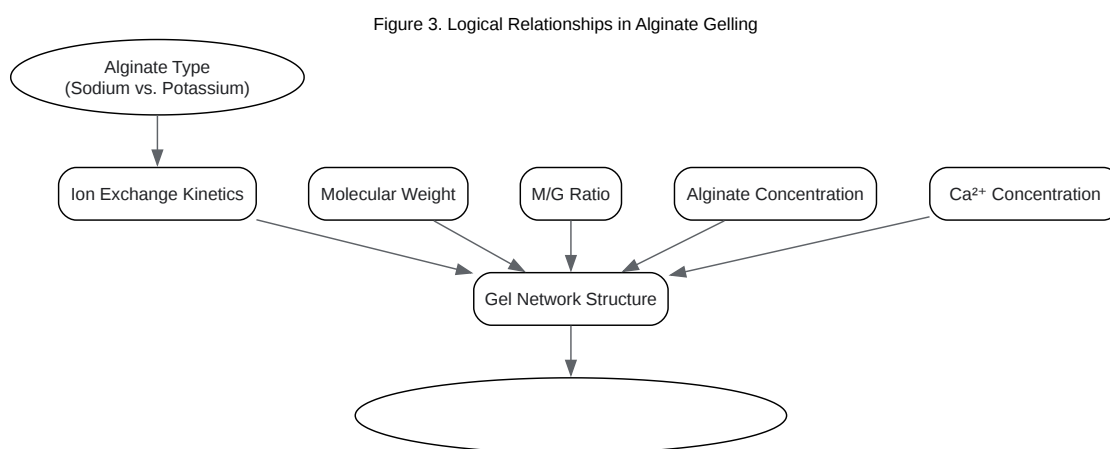 Figure 3. Logical Relationships in Alginate Gelling
Alginate Type
(Sodium vs. Potassium)
Ion Exchange Kinetics
Molecular Weight
M/G Ratio
Alginate Concentration
Ca²⁺ Concentration
Gel Network Structure